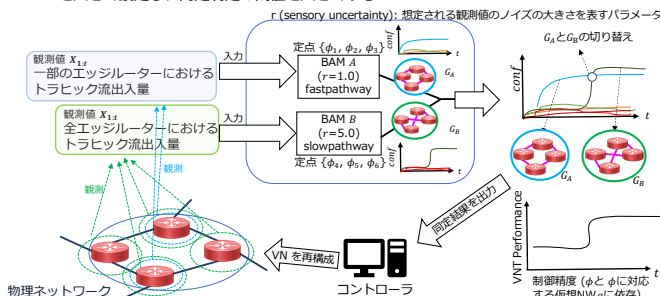 r (sensory uncertainty): 想定される観測値のノイズの大きさを表すパラメータ
観測値 X1:t
一部のエッジルーターにおける
トラヒック流出入量
入力
定点 {ϕ1, ϕ2, ϕ3}
BAM A
(r=1.0)
fastpathway
conf
t
GA
GAとGBの切り替え
conf
t
観測値 X1:t
全エッジルーターにおける
トラヒック流出入量
入力
BAM B
(r=5.0)
slowpathway
定点 {ϕ4, ϕ5, ϕ6}
conf
t
GB
GA
GB
観測
観測
同定結果を出力
VN を再構成
物理ネットワーク
コントローラ
VNT Performance
t
制御精度 (ϕと ϕに対応
する仮想NW
に依存)